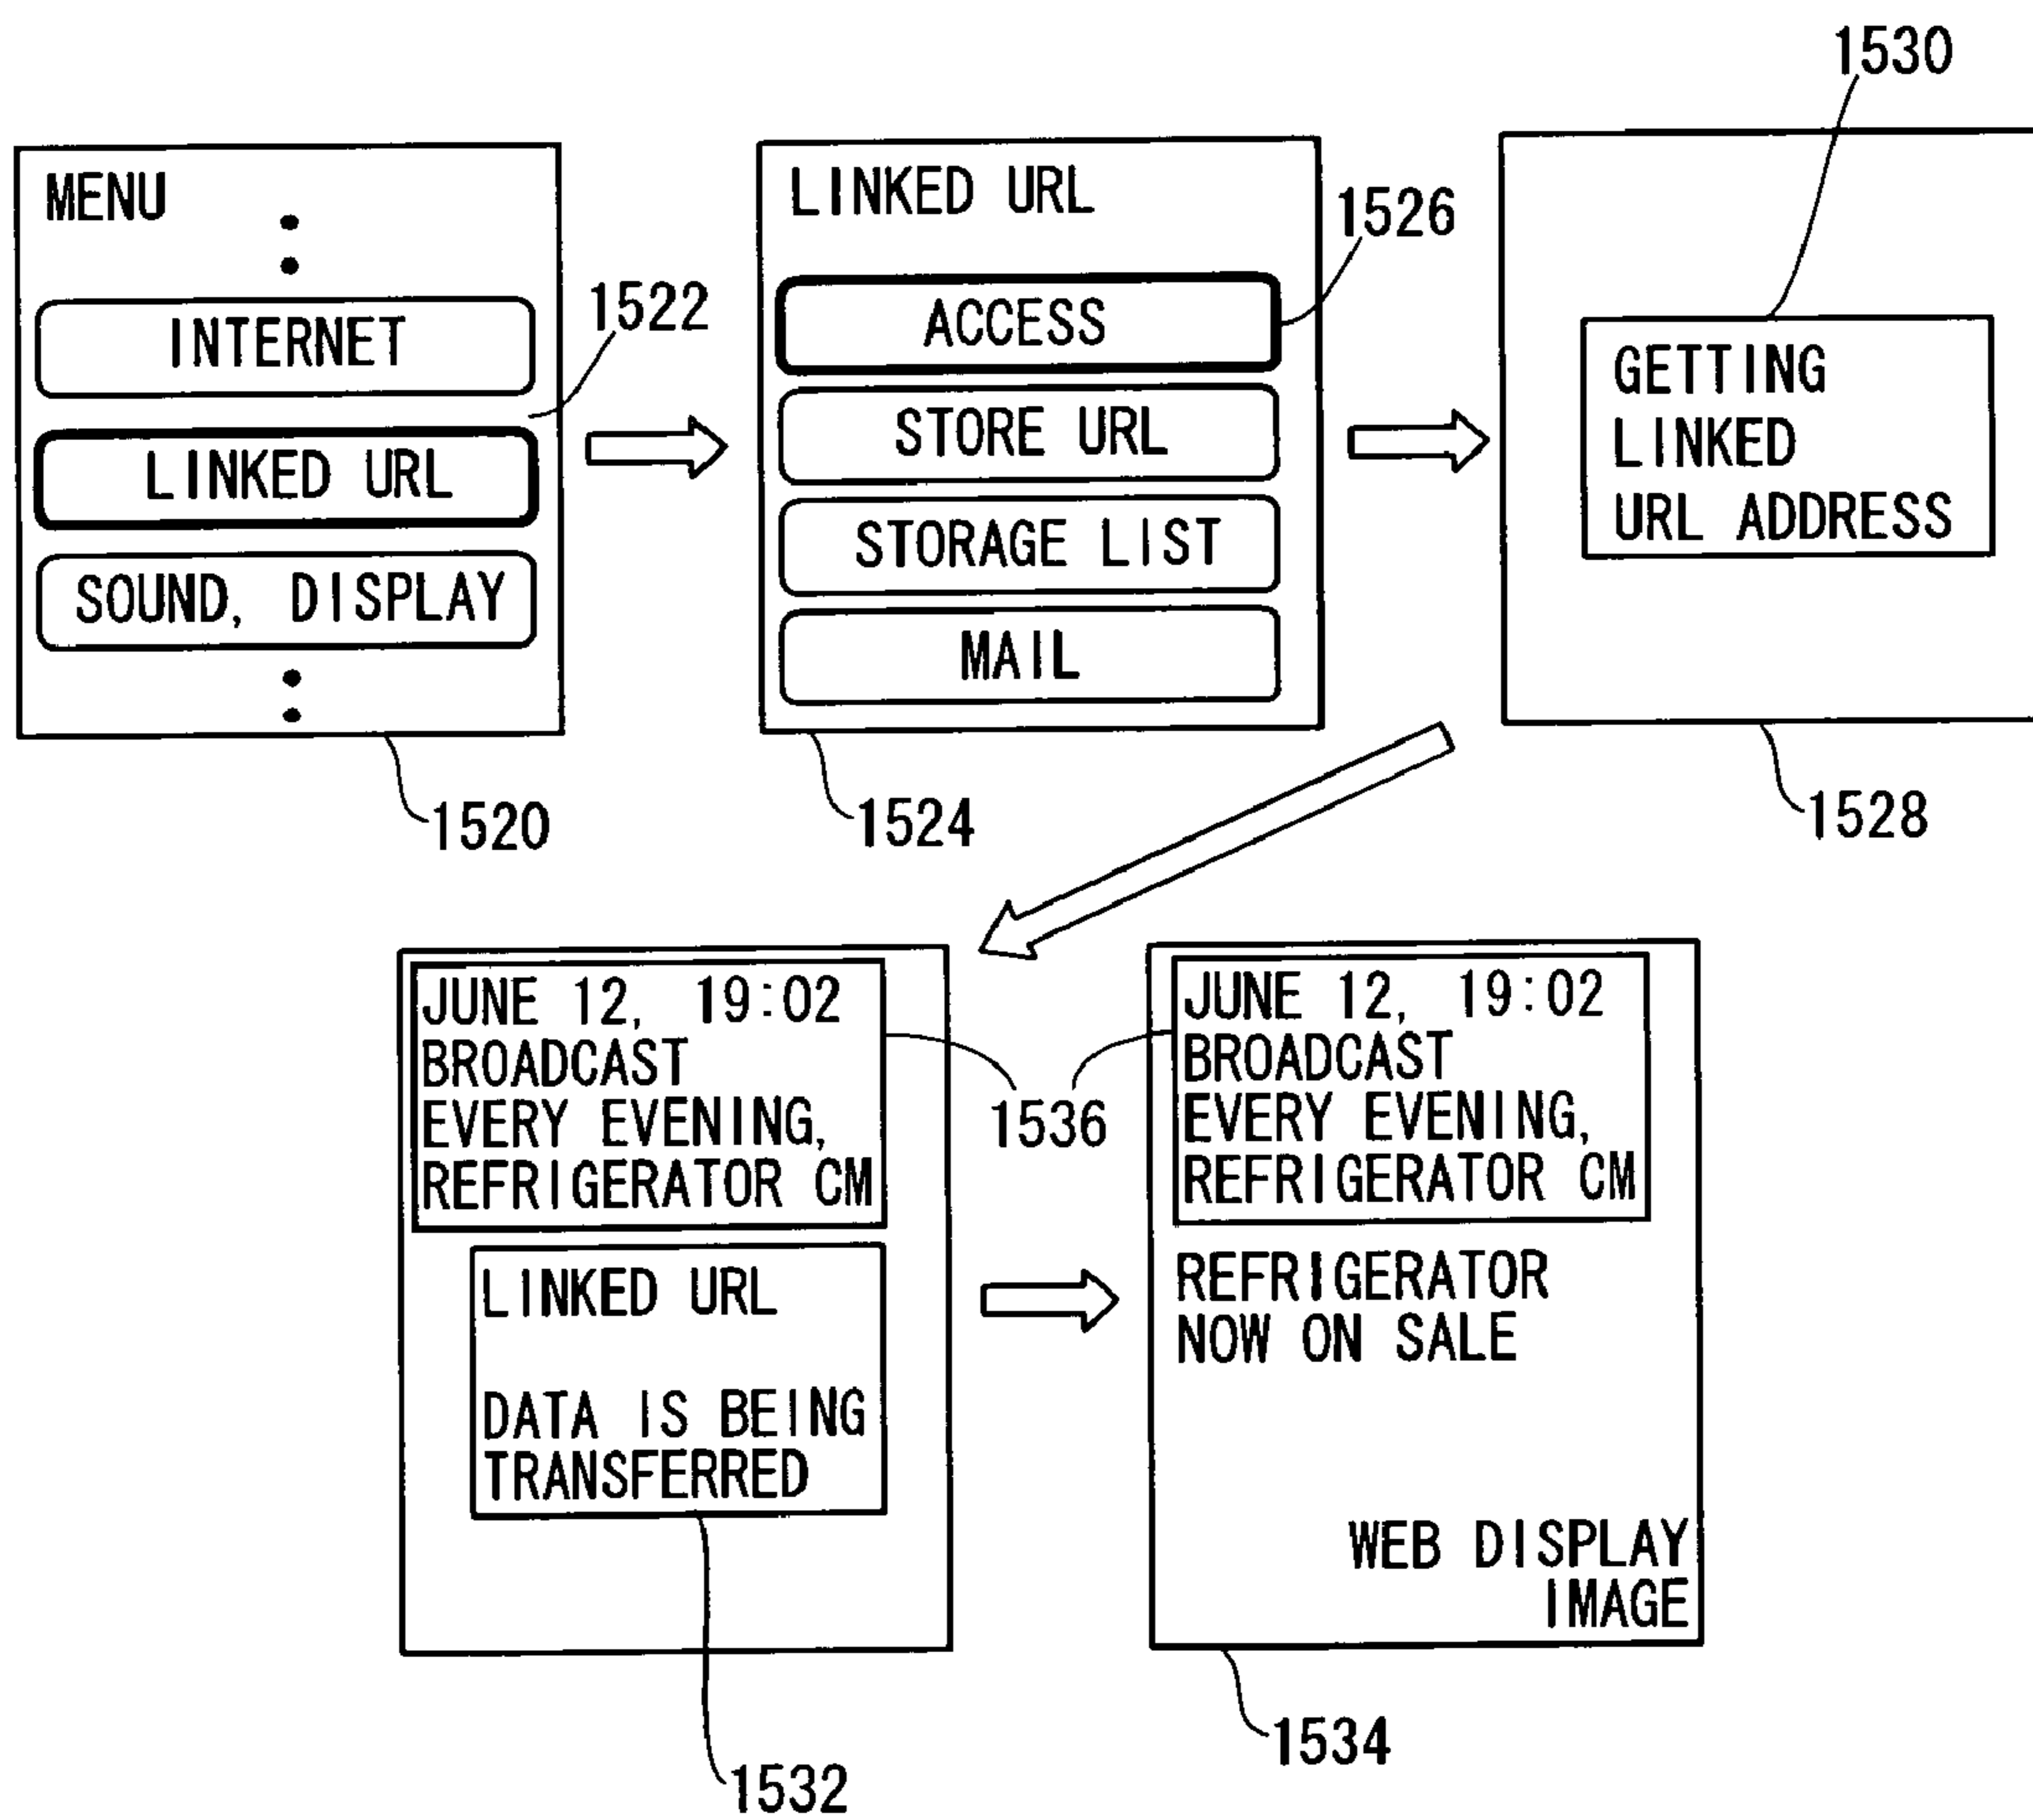 1530
MENU
INTERNET
1522
LINKED URL
SOUND, DISPLAY
1520
LINKED URL
1526
ACCESS
STORE URL
STORAGE LIST
MAIL
1524
GETTING
LINKED
URL ADDRESS
1528
JUNE 12, 19:02
BROADCAST
EVERY EVENING,
REFRIGERATOR CM
1536
LINKED URL
DATA IS BEING
TRANSFERRED
1532
JUNE 12, 19:02
BROADCAST
EVERY EVENING,
REFRIGERATOR CM
REFRIGERATOR
NOW ON SALE
WEB DISPLAY
IMAGE
1534